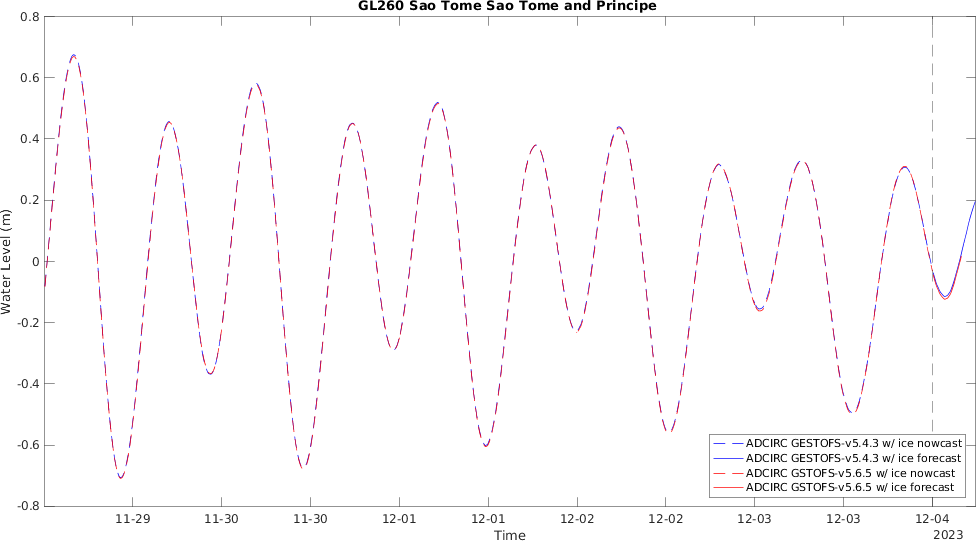 GL260 Sao Tome Sao Tome and Principe
0.8
0.6
0.4
0.2
0
-0.2
-0.4
-0.6
-0.8
Water Level (m)
ADCIRC GESTOFS-v5.4.3 w/ ice nowcast
ADCIRC GESTOFS-v5.4.3 w/ ice forecast
ADCIRC GSTOFS-v5.6.5 w/ ice nowcast
ADCIRC GSTOFS-v5.6.5 w/ ice forecast
11-29 11-30 11-30 12-01 12-01 12-02 12-02 12-03 12-03 12-04
2023
Time